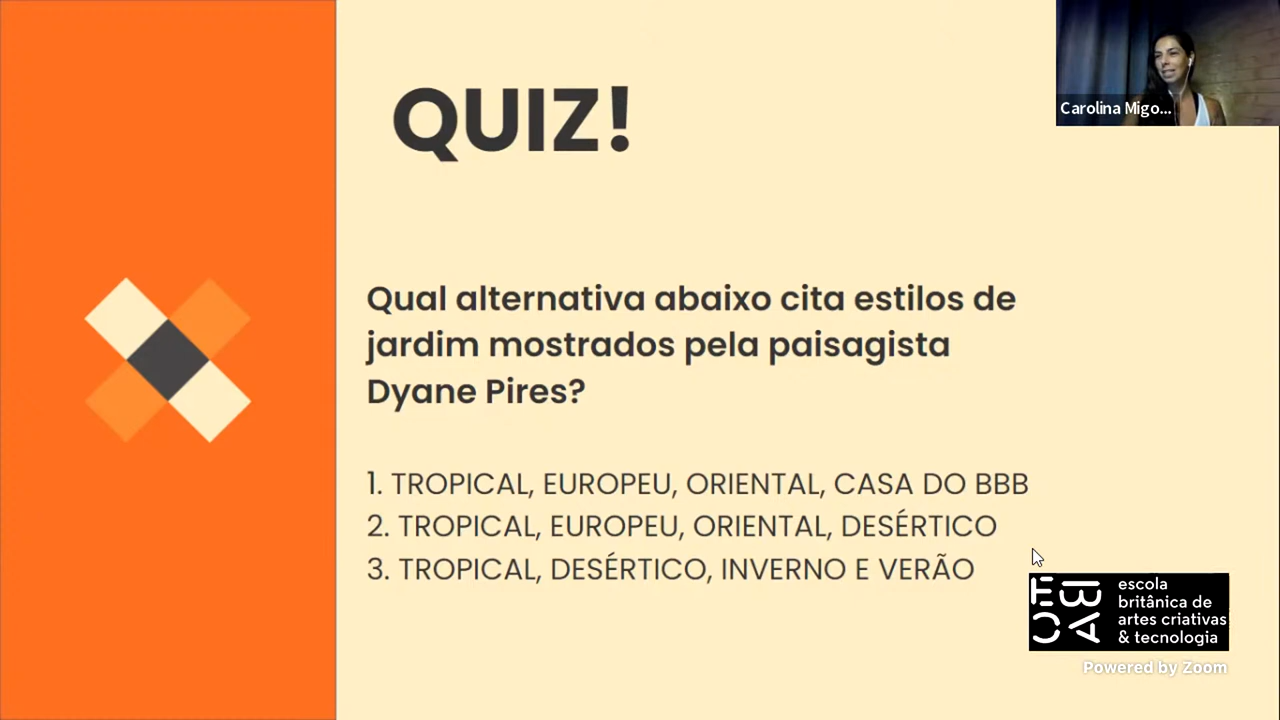 QUIZ!
Carolina Migo...
Qual alternativa abaixo cita estilos de
jardim mostrados pela paisagista
Dyane Pires?
1. TROPICAL, EUROPEU, ORIENTAL, CASA DO BBB
2. TROPICAL, EUROPEU, ORIENTAL, DESÉRTICO
3. TROPICAL, DESÉRTICO, INVERNO E VERÃO
EBAC
escola
britânica de
artes criativas
& tecnologia
Powered by Zoom